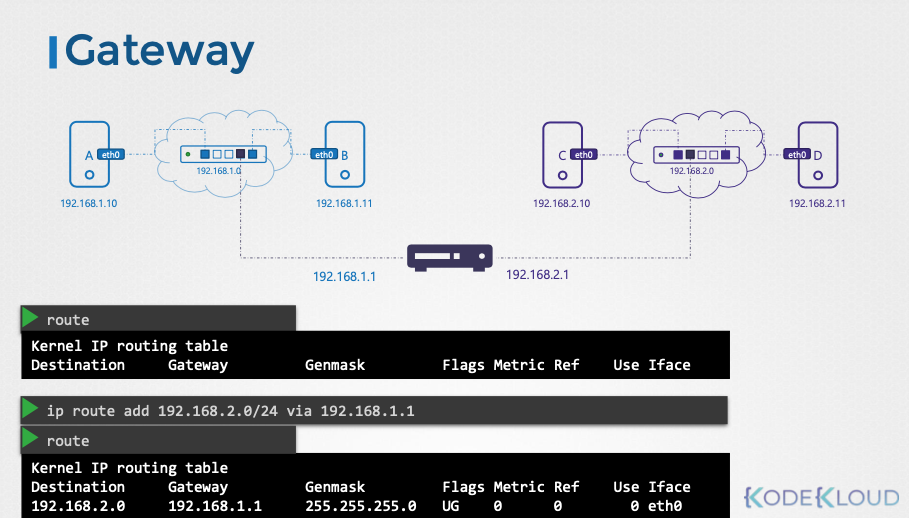 Gateway
A eth0
192.168.1.0
eth0 B
C eth0
192.168.2.0
eth0 D
192.168.1.10
192.168.1.11
192.168.2.10
192.168.2.11
192.168.1.1
192.168.2.1
route
Kernel IP routing table
Destination Gateway Genmask Flags Metric Ref Use Iface
ip route add 192.168.2.0/24 via 192.168.1.1
route
Kernel IP routing table
Destination Gateway Genmask Flags Metric Ref Use Iface
192.168.2.0 192.168.1.1 255.255.255.0 UG 0 0 0 eth0
KODEKLOUD